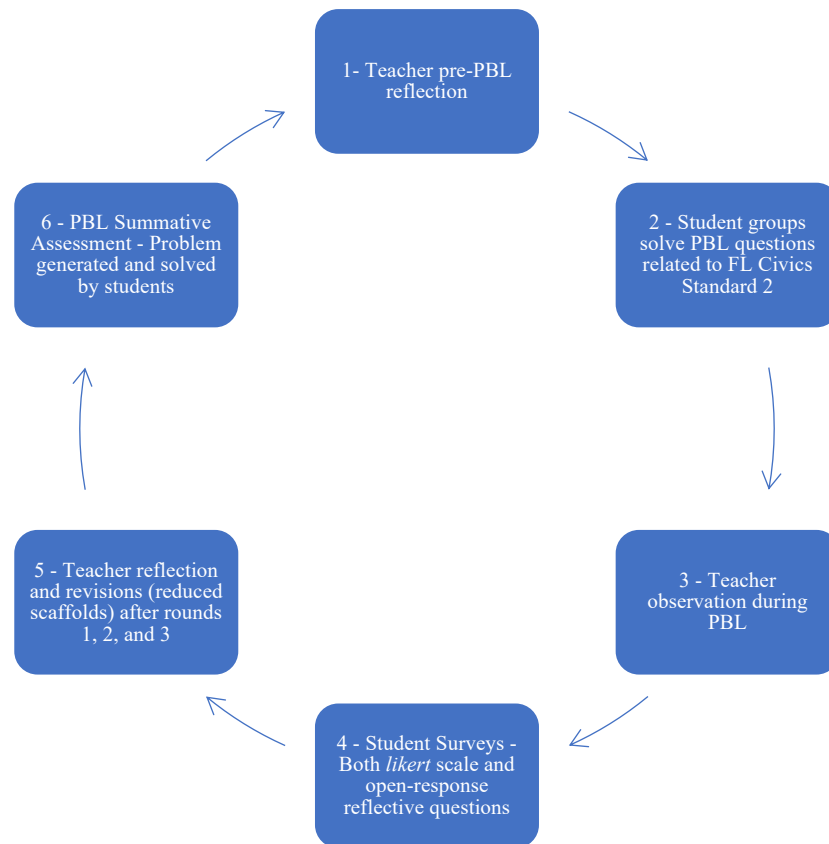 1- Teacher pre-PBL
reflection
2 - Student groups
solve PBL questions
related to FL Civics
Standard 2
3 - Teacher
observation during
PBL
4 - Student Surveys -
Both likert scale and
open-response
reflective questions
5 - Teacher reflection
and revisions (reduced
scaffolds) after rounds
1, 2, and 3
6 - PBL Summative
Assessment - Problem
generated and solved
by students